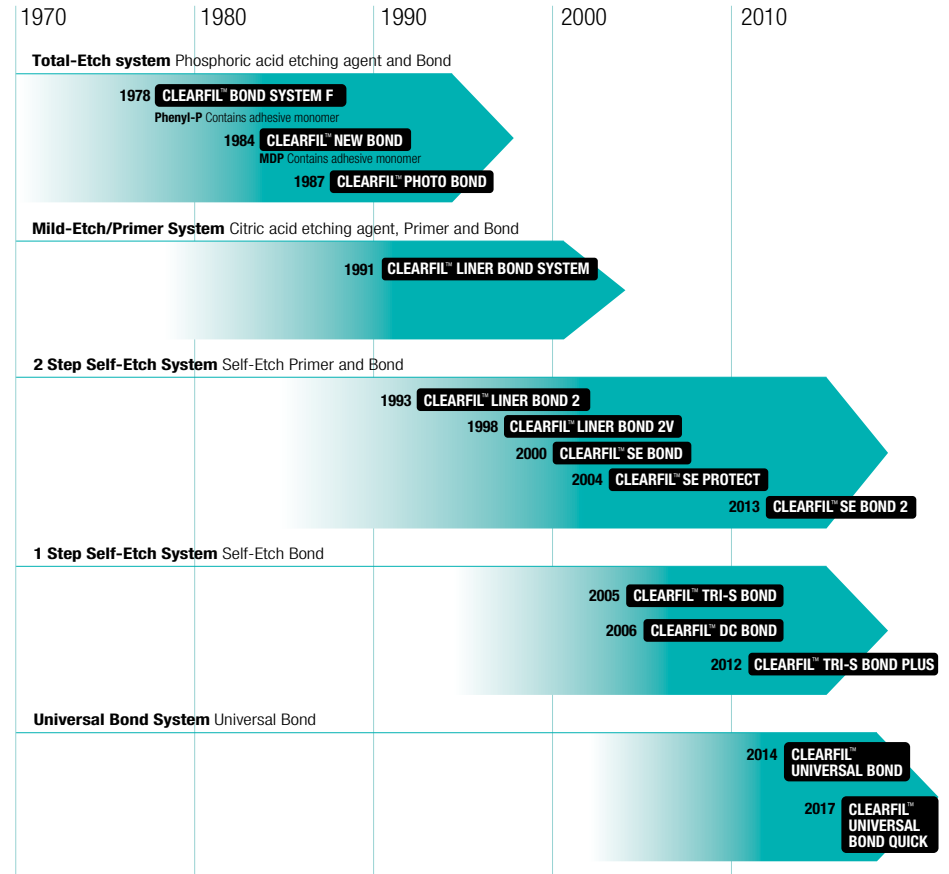 1970 1980 1990 2000 2010
Total-Etch system Phosphoric acid etching agent and Bond
1978 CLEARFIL™ BOND SYSTEM F
Phenyl-P Contains adhesive monomer
1984 CLEARFIL™ NEW BOND
MDP Contains adhesive monomer
1987 CLEARFIL™ PHOTO BOND
Mild-Etch/Primer System Citric acid etching agent, Primer and Bond
1991 CLEARFIL™ LINER BOND SYSTEM
2 Step Self-Etch System Self-Etch Primer and Bond
1993 CLEARFIL™ LINER BOND 2
1998 CLEARFIL™ LINER BOND 2V
2000 CLEARFIL™ SE BOND
2004 CLEARFIL™ SE PROTECT
2013 CLEARFIL™ SE BOND 2
1 Step Self-Etch System Self-Etch Bond
2005 CLEARFIL™ TRI-S BOND
2006 CLEARFIL™ DC BOND
2012 CLEARFIL™ TRI-S BOND PLUS
Universal Bond System Universal Bond
2014 CLEARFIL™
UNIVERSAL BOND
2017 CLEARFIL™
UNIVERSAL
BOND QUICK